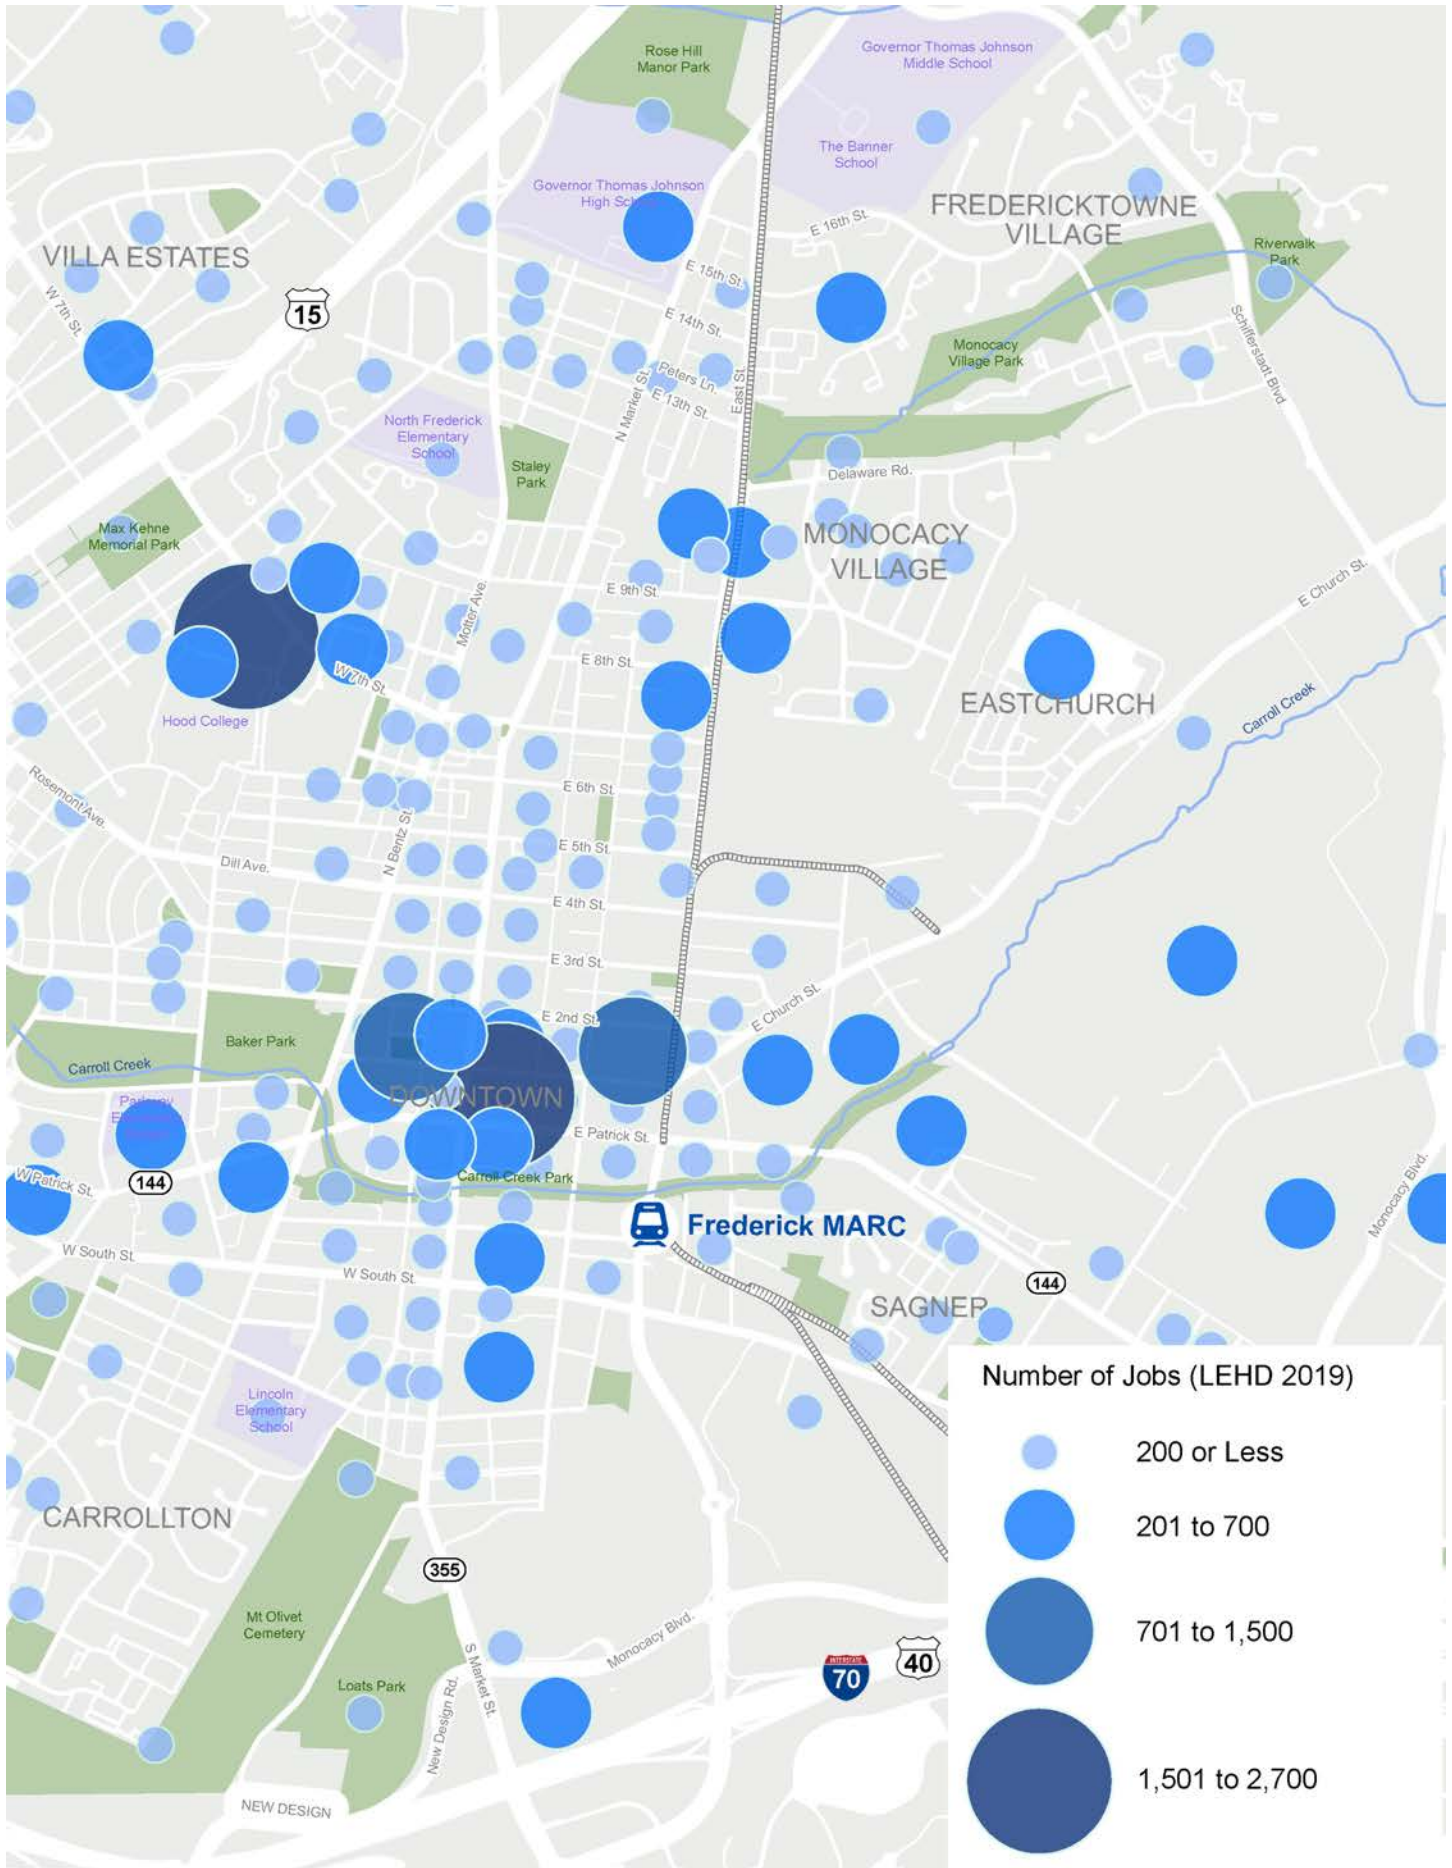 Rose Hill
Manor Park
Governor Thomas Johnson
Middle School
The Banner
School
Governor Thomas Johnson
High School
E 16th St.
FREDERICKTOWNE
VILLAGE
Riverwalk
Park
VILLA ESTATES
W 7th St.
15
E 15th St.
E 14th St.
Peters Ln.
E 13th St.
N Market St.
East St.
Monocacy
Village Park
Schifferstadt Blvd.
North Frederick
Elementary
School
Staley
Park
Delaware Rd.
Max Kehne
Memorial Park
MONOCACY
VILLAGE
E Church St.
E 9th St.
Motter Ave.
E 8th St.
W 7th St.
EASTCHURCH
Carroll Creek
Hood College
Rosemont Ave.
E 6th St.
N Bentz St.
E 5th St.
Dill Ave.
E 4th St.
E 3rd St.
E Church St.
E 2nd St.
Baker Park
Carroll Creek
DOWNTOWN
Parkway
E Patrick St.
Carroll Creek Park
144
W Patrick St.
Monocacy Blvd.
Frederick MARC
W South St.
W South St.
144
SAGNER
Lincoln
Elementary
School
CARROLLTON
355
Mt Olivet
Cemetery
Monocacy Blvd.
S Market St.
New Design Rd.
Loats Park
INTERSTATE
70
40
NEW DESIGN
Number of Jobs (LEHD 2019)
200 or Less
201 to 700
701 to 1,500
1,501 to 2,700